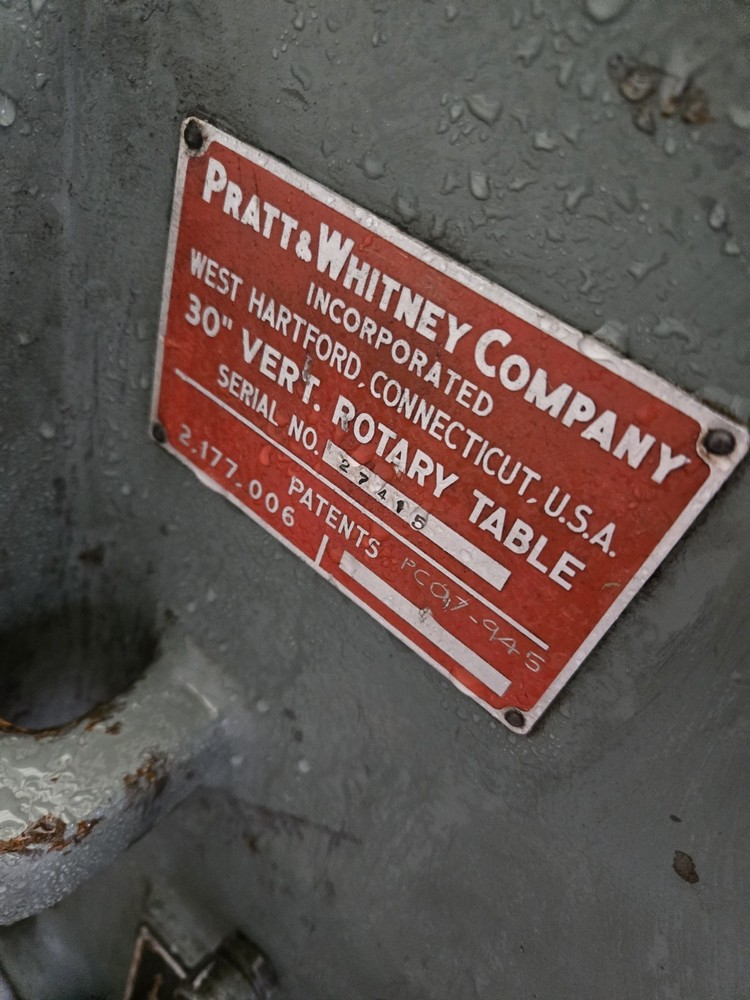 PRATT & WHITNEY COMPANY
INCORPORATED
WEST HARTFORD, CONNECTICUT, U.S.A.
30" VERT. ROTARY TABLE
SERIAL NO. 27415
PATENTS PC97-945
2,177,006